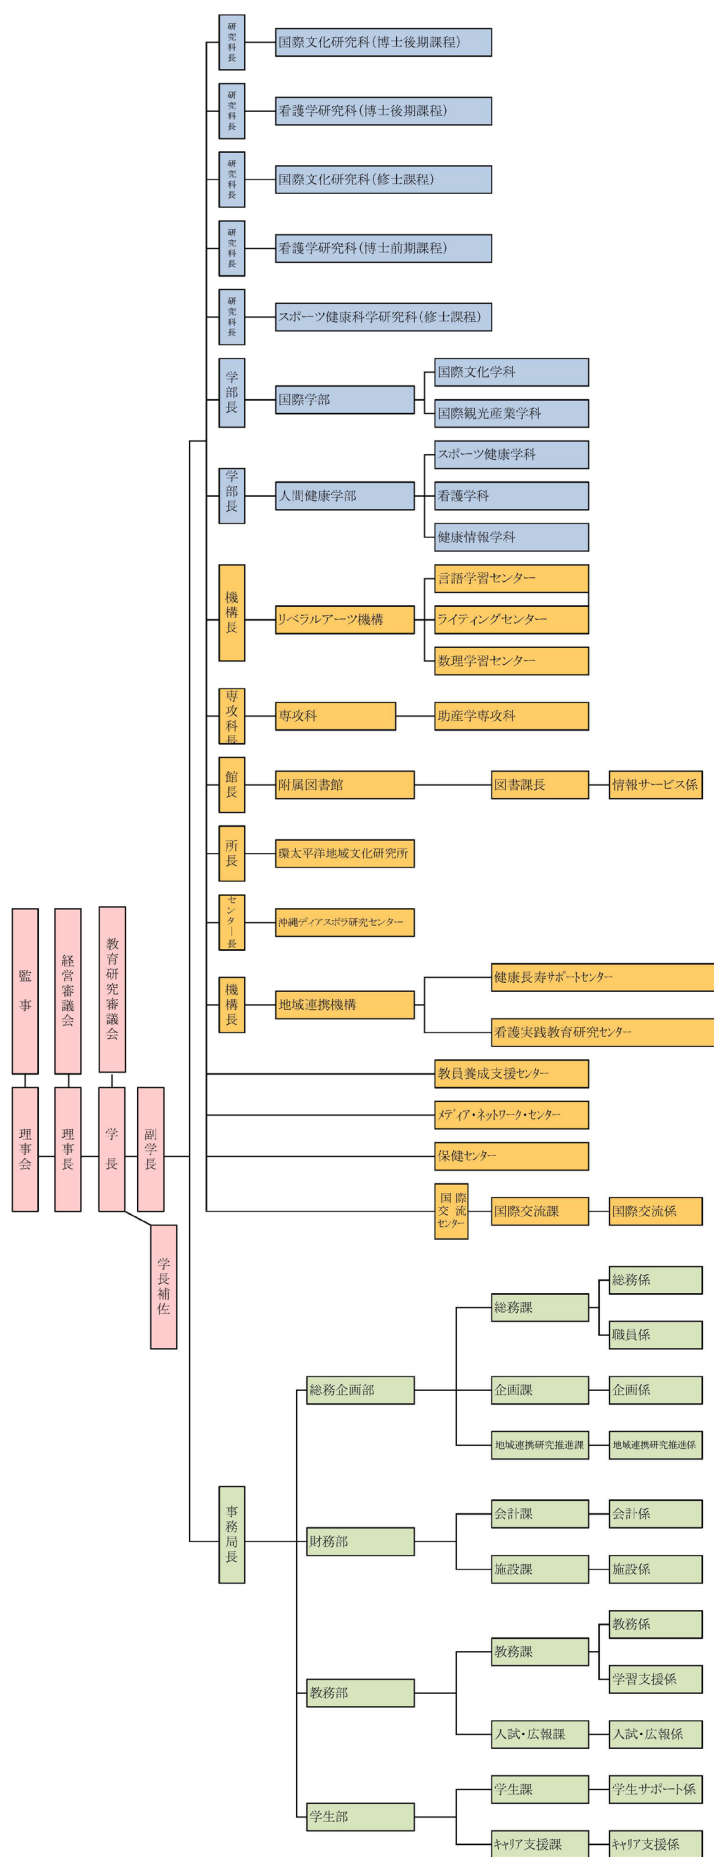 研究科長
国際文化研究科(博士後期課程)
研究科長
看護学研究科(博士後期課程)
研究科長
国際文化研究科(修士課程)
研究科長
看護学研究科(博士前期課程)
研究科長
スポーツ健康科学研究科(修士課程)
学部長
国際学部
国際文化学科
国際観光産業学科
学部長
人間健康学部
スポーツ健康学科
看護学科
健康情報学科
機構長
リベラルアーツ機構
言語学習センター
ライティングセンター
数理学習センター
専攻科長
専攻科
助産学専攻科
館長
附属図書館
図書課長
情報サービス係
所長
環太平洋地域文化研究所
センター長
沖縄ディアスポラ研究センター
機構長
地域連携機構
健康長寿サポートセンター
看護実践教育研究センター
教員養成支援センター
メディア・ネットワーク・センター
保健センター
国際交流センター
国際交流課
国際交流係
監事
経営審議会
教育研究審議会
理事会
理事長
学長
副学長
学長補佐
事務局長
総務企画部
総務課
総務係
職員係
企画課
企画係
地域連携研究推進課
地域連携研究推進係
財務部
会計課
会計係
施設課
施設係
教務部
教務課
教務係
学習支援係
入試・広報課
入試・広報係
学生部
学生課
学生サポート係
キャリア支援課
キャリア支援係